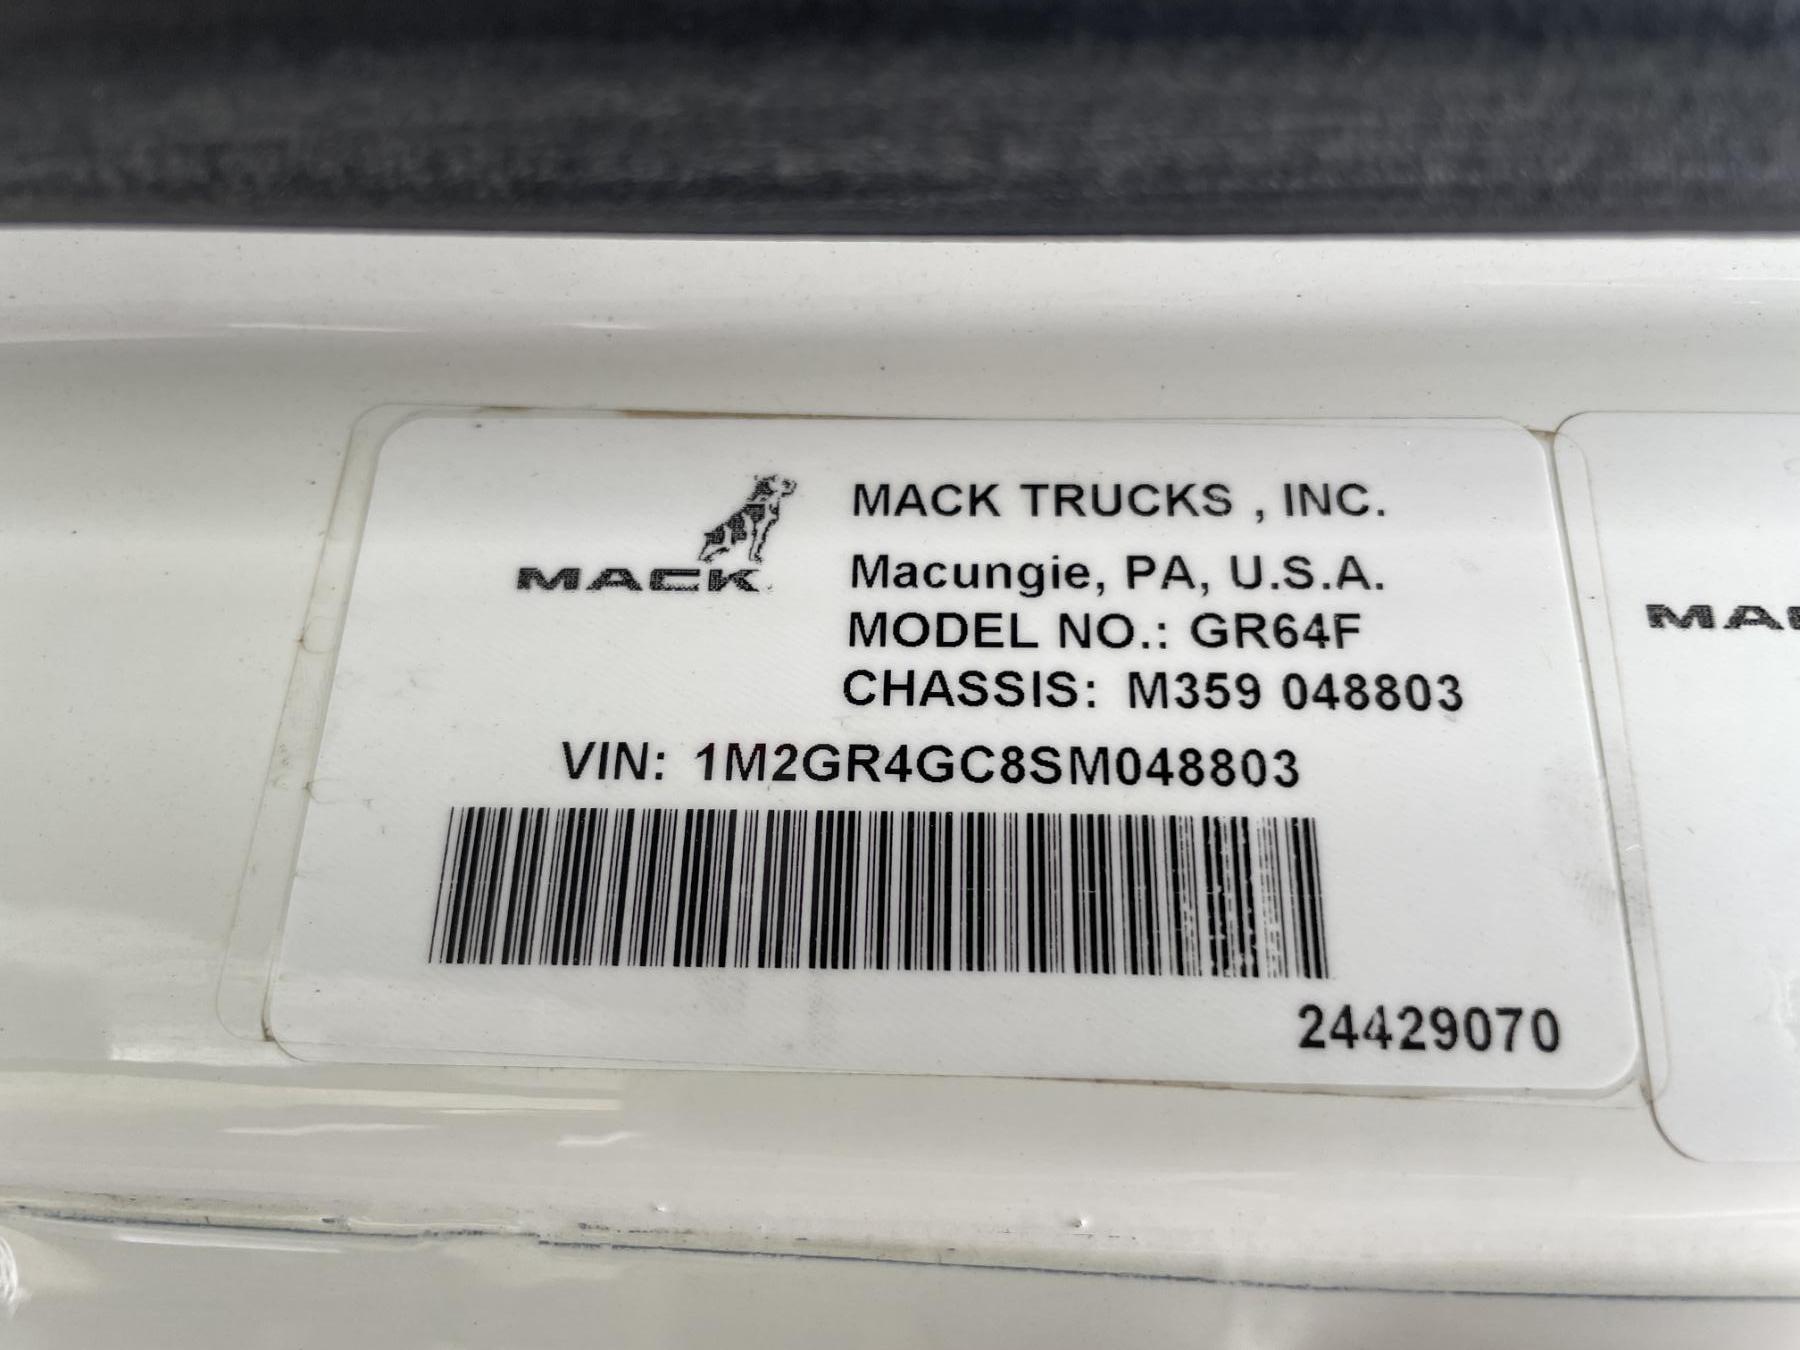 MACK TRUCKS , INC.
MACK
Macungie, PA, U.S.A.
MODEL NO.: GR64F
CHASSIS: M359 048803
VIN: 1M2GR4GC8SM048803
24429070